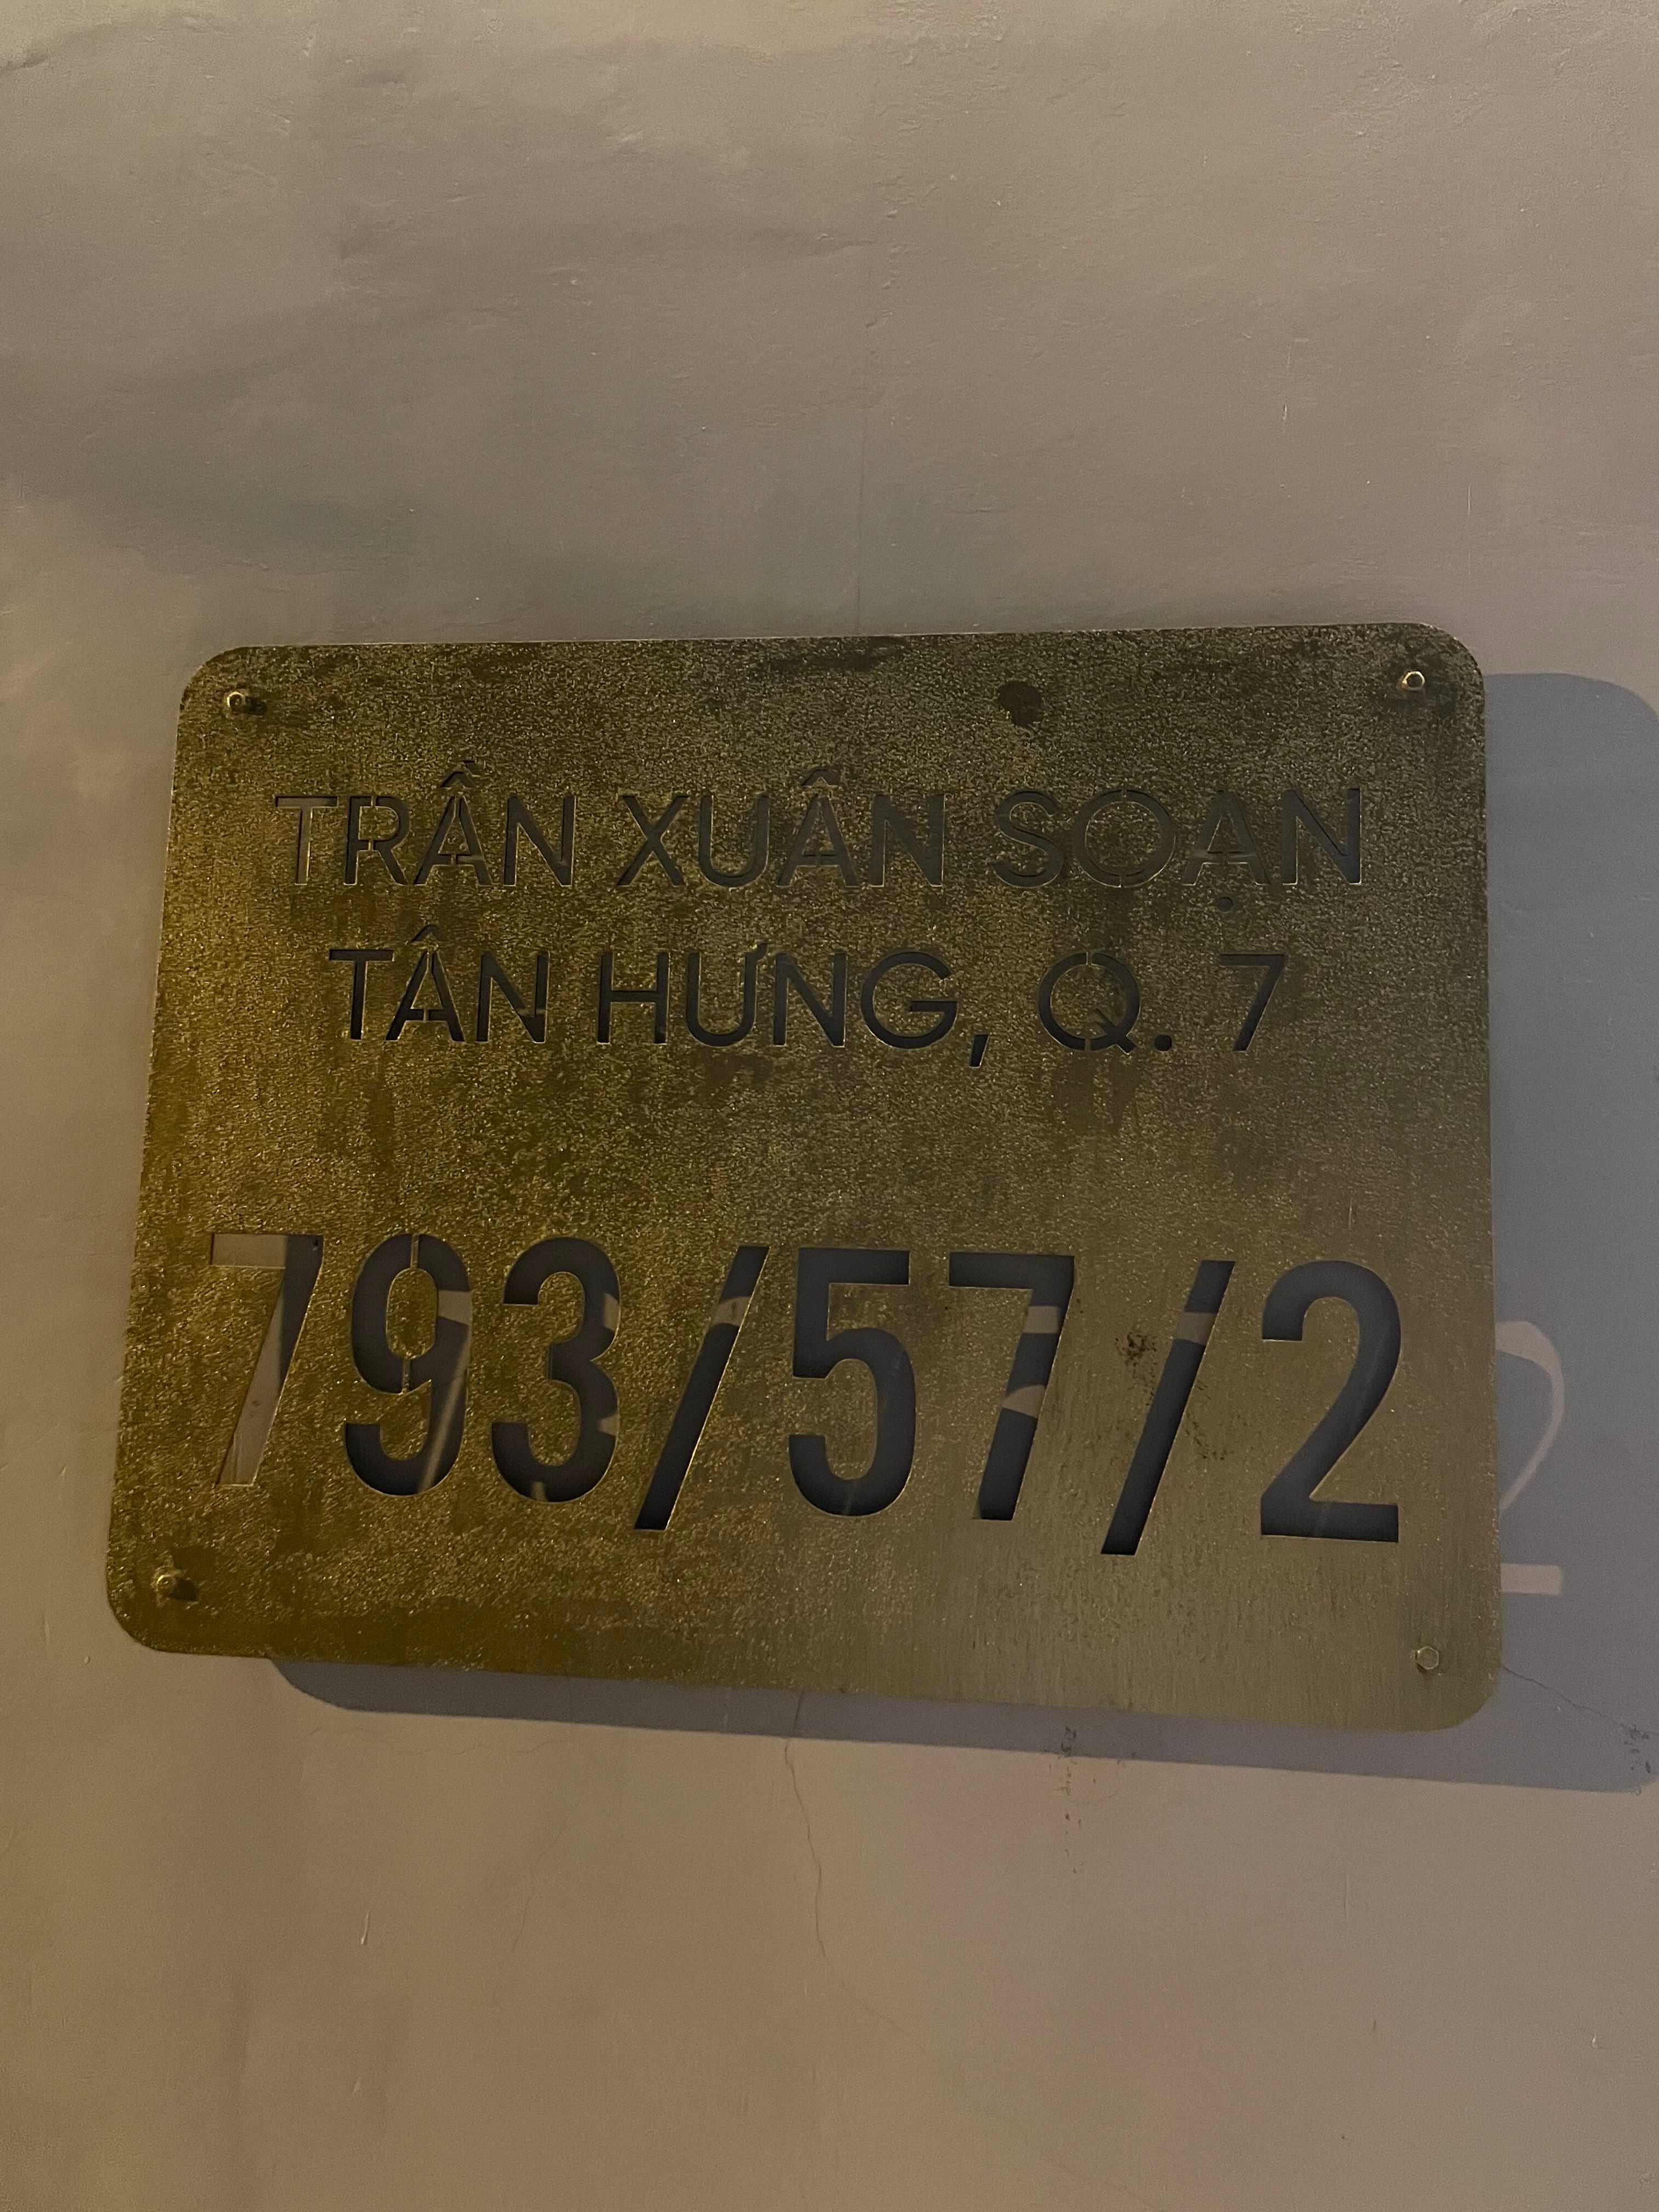 TRẦN XUÂN SOẠN
TÂN HƯNG, Q. 7
793/57/2